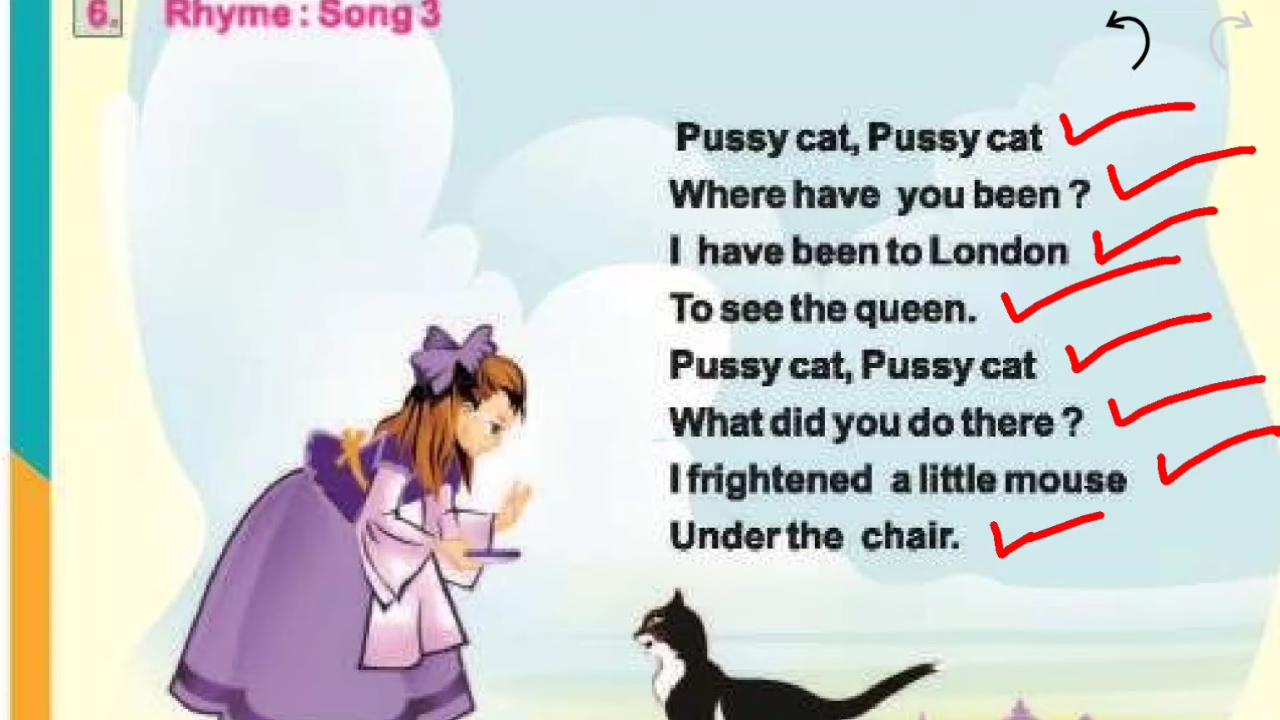 6. Rhyme : Song 3
Pussy cat, Pussy cat
Where have you been ?
I have been to London
To see the queen.
Pussy cat, Pussy cat
What did you do there ?
I frightened a little mouse
Under the chair.